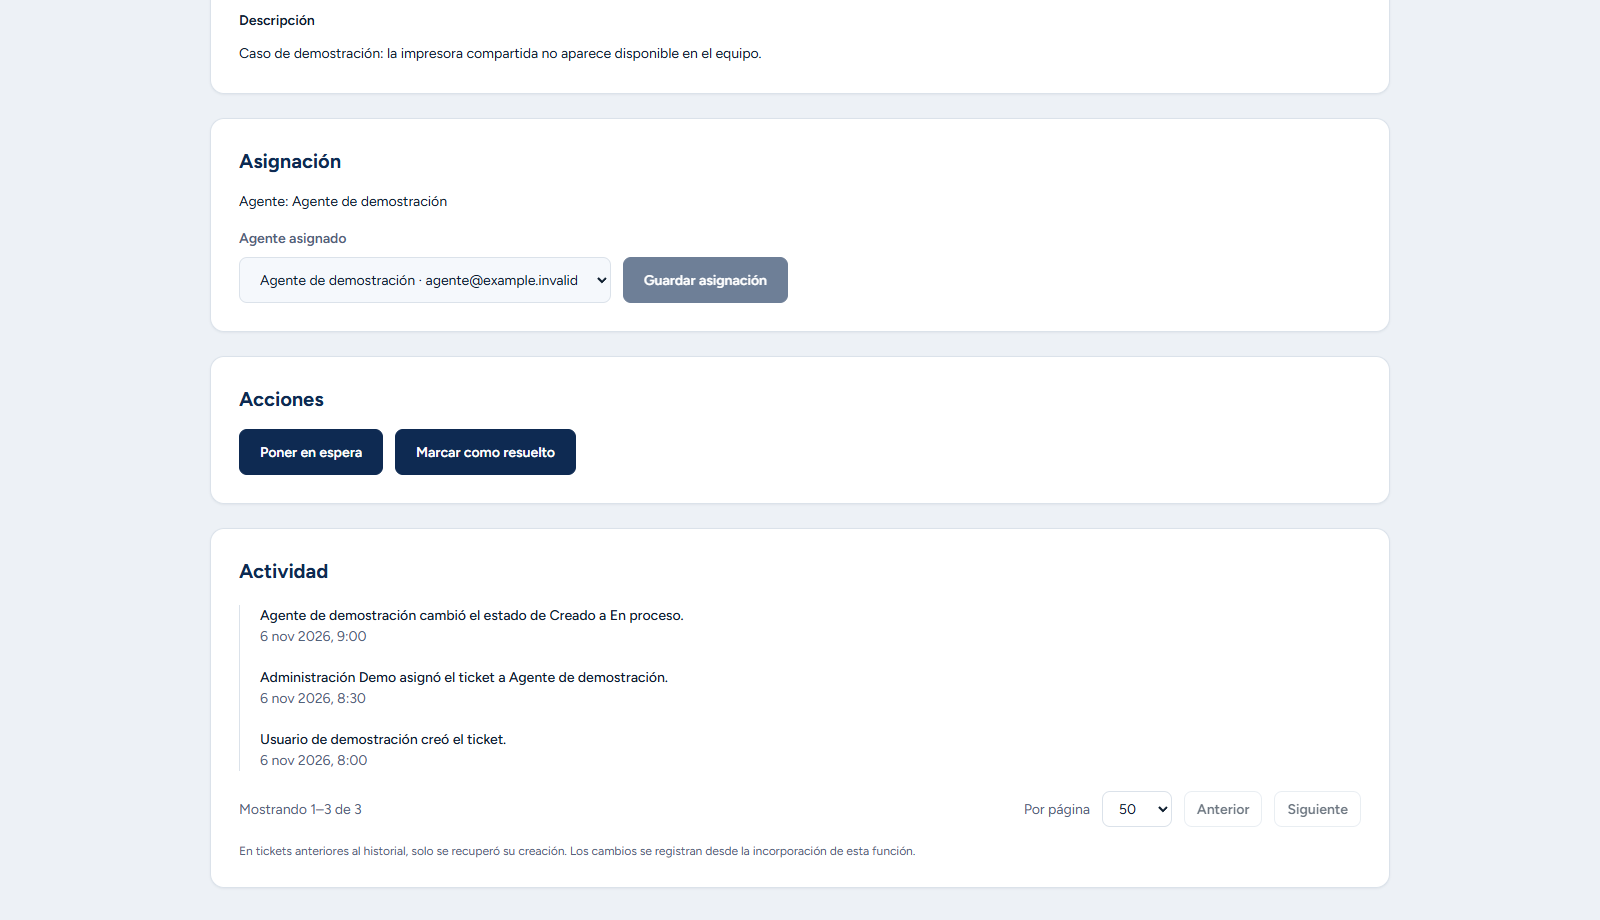 Descripción
Caso de demostración: la impresora compartida no aparece disponible en el equipo.
Asignación
Agente: Agente de demostración
Agente asignado
Agente de demostración · agente@example.invalid
Guardar asignación
Acciones
Poner en espera
Marcar como resuelto
Actividad
Agente de demostración cambió el estado de Creado a En proceso.
6 nov 2026, 9:00
Administración Demo asignó el ticket a Agente de demostración.
6 nov 2026, 8:30
Usuario de demostración creó el ticket.
6 nov 2026, 8:00
Mostrando 1–3 de 3
Por página
50
Anterior
Siguiente
En tickets anteriores al historial, solo se recuperó su creación. Los cambios se registran desde la incorporación de esta función.